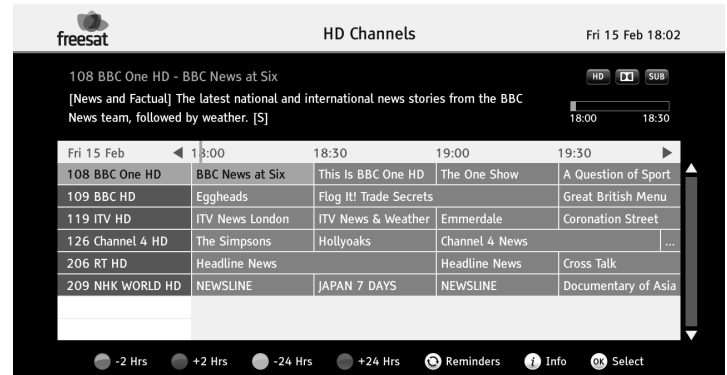 freesat
HD Channels
Fri 15 Feb 18:02
108 BBC One HD - BBC News at Six
HD
SUB
[News and Factual] The latest national and international news stories from the BBC
News team, followed by weather. [S]
18:00 18:30
Fri 15 Feb 18:00 18:30 19:00 19:30
108 BBC One HD BBC News at Six This Is BBC One HD The One Show A Question of Sport
109 BBC HD Eggheads Flog It! Trade Secrets Great British Menu
119 ITV HD ITV News London ITV News & Weather Emmerdale Coronation Street
126 Channel 4 HD The Simpsons Hollyoaks Channel 4 News ...
206 RT HD Headline News Headline News Cross Talk
209 NHK WORLD HD NEWSLINE JAPAN 7 DAYS NEWSLINE Documentary of Asia
-2 Hrs +2 Hrs -24 Hrs +24 Hrs Reminders i Info OK Select